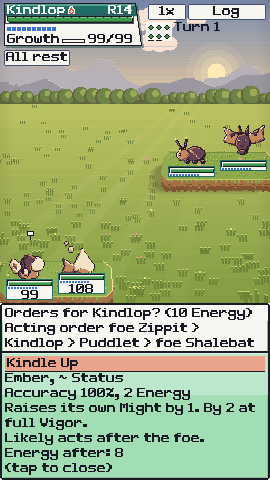 Kindlop R14
1x
Log
Turn 1
Growth 99/99
All rest
99
108
Orders for Kindlop? (10 Energy)
Acting order foe Zippit >
Kindlop > Puddlet > foe Shalebat
Kindle Up
Ember, ~ Status
Accuracy 100%, 2 Energy
Raises its own Might by 1. By 2 at
full Vigor.
Likely acts after the foe.
Energy after: 8
(tap to close)